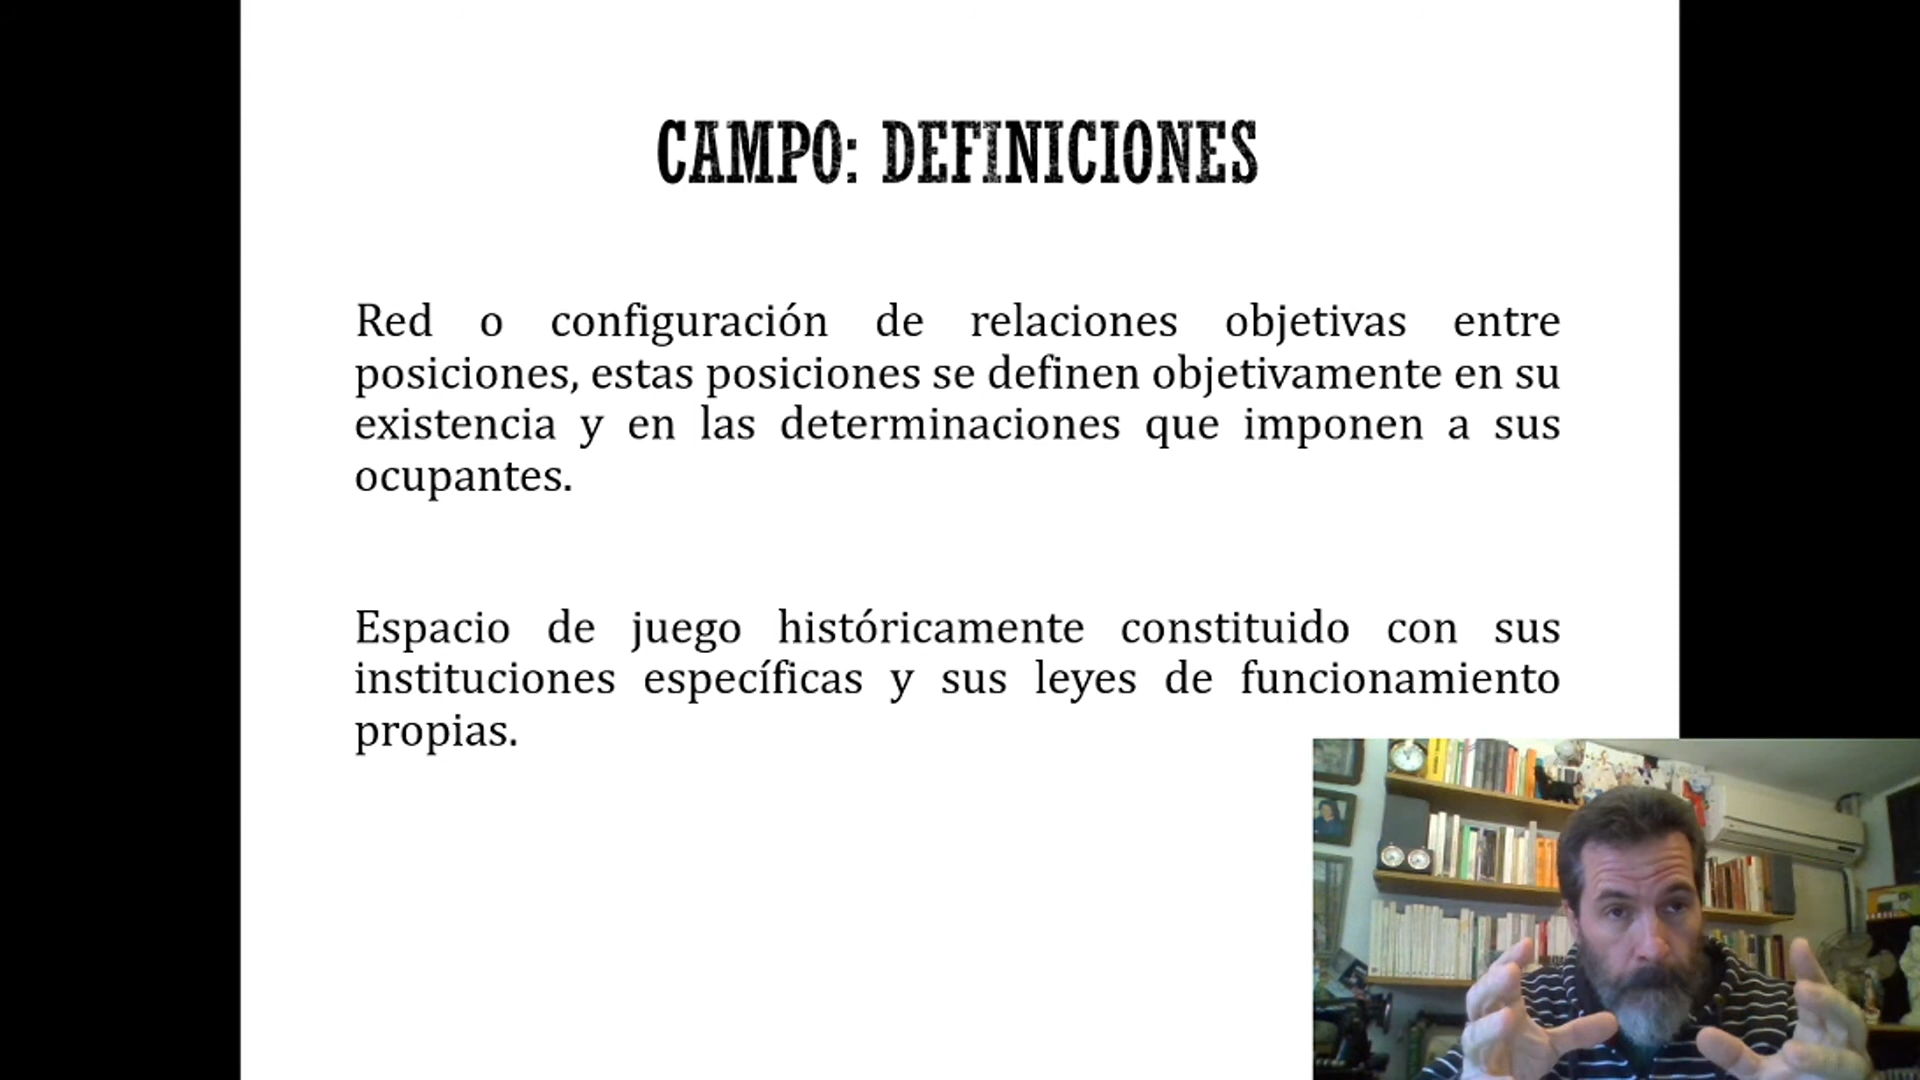 CAMPO: DEFINICIONES
Red o configuración de relaciones objetivas entre
posiciones, estas posiciones se definen objetivamente en su
existencia y en las determinaciones que imponen a sus
ocupantes.
Espacio de juego históricamente constituido con sus
instituciones específicas y sus leyes de funcionamiento
propias.